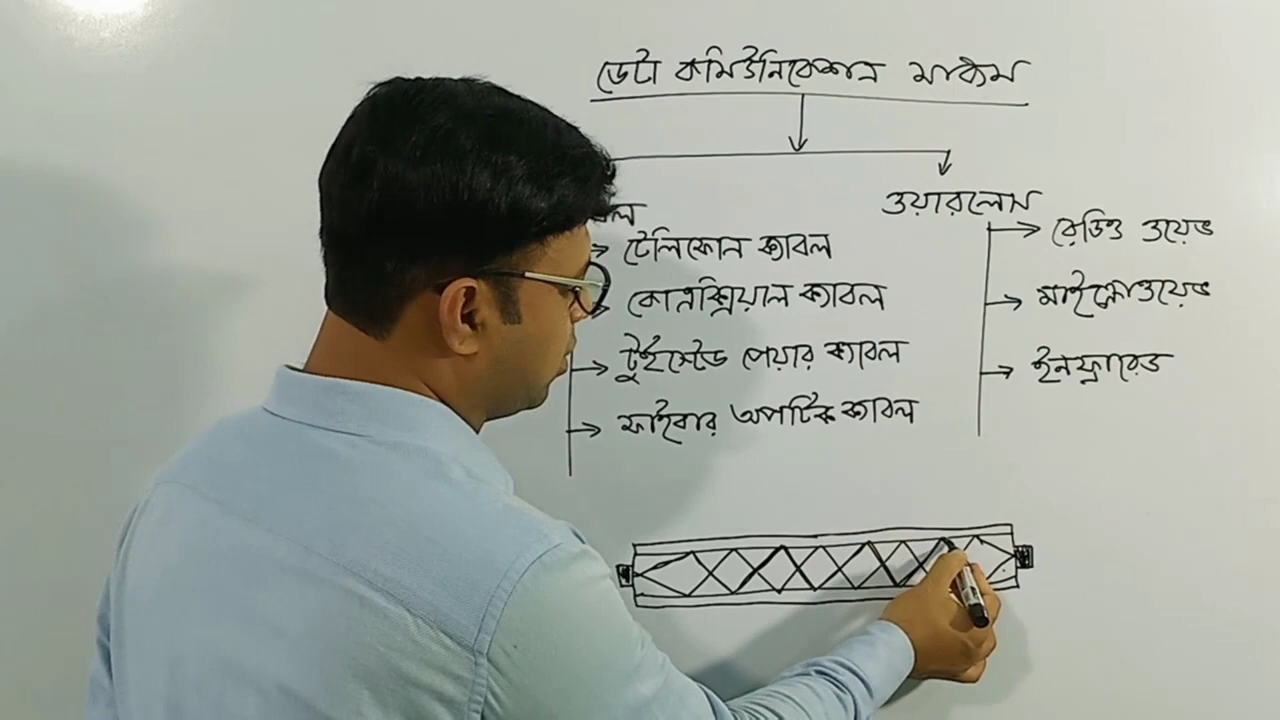 ডেটা কমিউনিকেশন মাধ্যম
ওয়ারলেস
টেলিফোন ক্যাবল
কোএক্সিয়াল ক্যাবল
টুইস্টেড পেয়ার ক্যাবল
ফাইবার অপটিক ক্যাবল
রেডিও ওয়েভ
মাইক্রোওয়েভ
ইনফ্রারেড